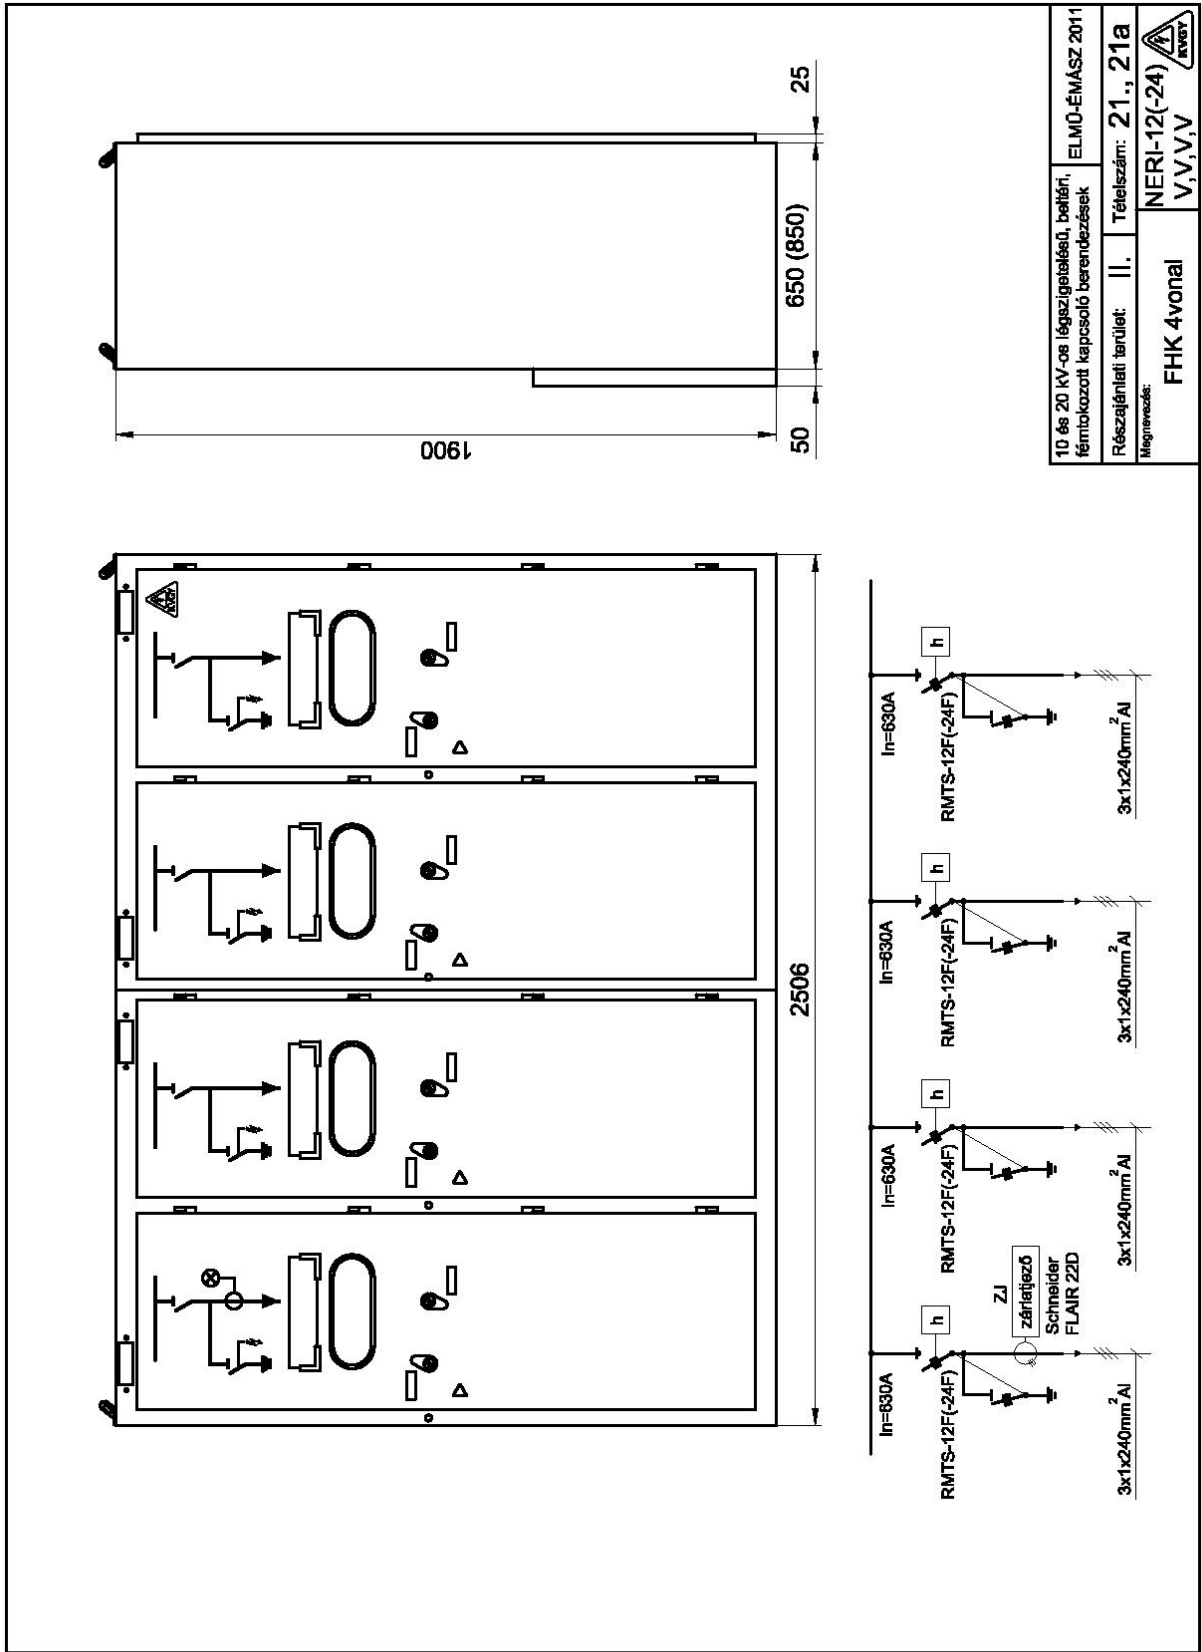 KVGY
2506
1900
50
650 (850)
25
In=630A
RMTS-12F(-24F)
h
ZJ
zárlatjező
Schneider
FLAIR 22D
3x1x240mm² Al
In=630A
RMTS-12F(-24F)
h
3x1x240mm² Al
In=630A
RMTS-12F(-24F)
h
3x1x240mm² Al
In=630A
RMTS-12F(-24F)
h
3x1x240mm² Al
10 és 20 kV-os légszigetelésű, beltéri,
fémtokozott kapcsoló berendezések
ELMŰ-ÉMÁSZ 2011
Részajánlati terület: II.
Tételszám: 21., 21a
Megnevezés:
FHK 4vonal
NERI-12(-24)
V,V,V,V
KVGY